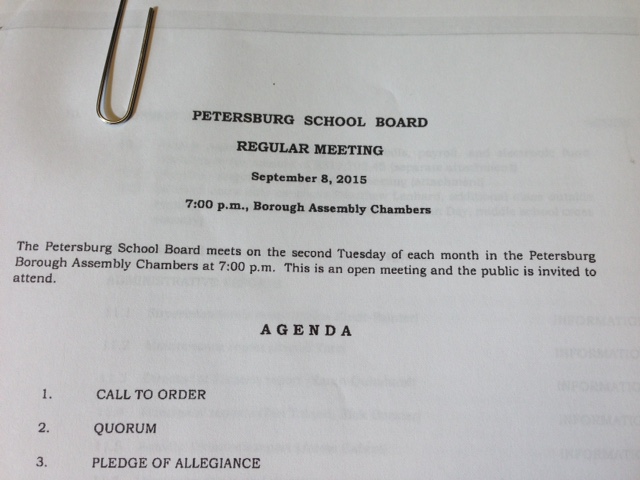 PETERSBURG SCHOOL BOARD
REGULAR MEETING
September 8, 2015
7:00 p.m., Borough Assembly Chambers
The Petersburg School Board meets on the second Tuesday of each month in the Petersburg
Borough Assembly Chambers at 7:00 p.m. This is an open meeting and the public is invited to
attend.
AGENDA
1. CALL TO ORDER
2. QUORUM
3. PLEDGE OF ALLEGIANCE